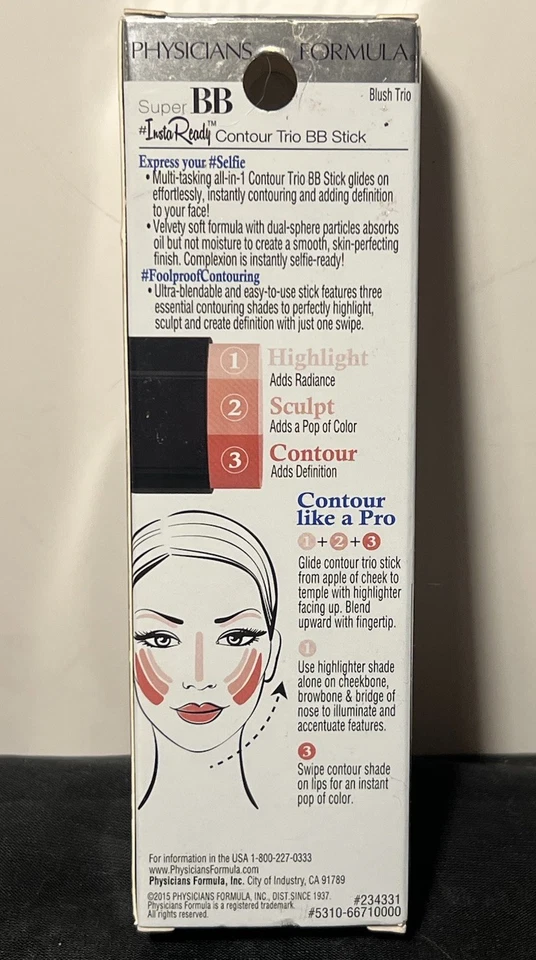 PHYSICIANS FORMULA
Blush Trio
Super BB
#InstaReady™ Contour Trio BB Stick
Express your #Selfie
• Multi-tasking all-in-1 Contour Trio BB Stick glides on
effortlessly, instantly contouring and adding definition
to your face!
• Velvety soft formula with dual-sphere particles absorbs
oil but not moisture to create a smooth, skin-perfecting
finish. Complexion is instantly selfie-ready!
#FoolproofContouring
• Ultra-blendable and easy-to-use stick features three
essential contouring shades to perfectly highlight,
sculpt and create definition with just one swipe.
1 Highlight
Adds Radiance
2 Sculpt
Adds a Pop of Color
3 Contour
Adds Definition
Contour
like a Pro
1+2+3
Glide contour trio stick
from apple of cheek to
temple with highlighter
facing up. Blend
upward with fingertip.
1
Use highlighter shade
alone on cheekbone,
browbone & bridge of
nose to illuminate and
accentuate features.
3
Swipe contour shade
on lips for an instant
pop of color.
For information in the USA 1-800-227-0333
www.PhysiciansFormula.com
Physicians Formula, Inc. City of Industry, CA 91789
©2015 PHYSICIANS FORMULA, INC., DIST. SINCE 1937.
Physicians Formula is a registered trademark.
All rights reserved.
#234331
#5310-66710000